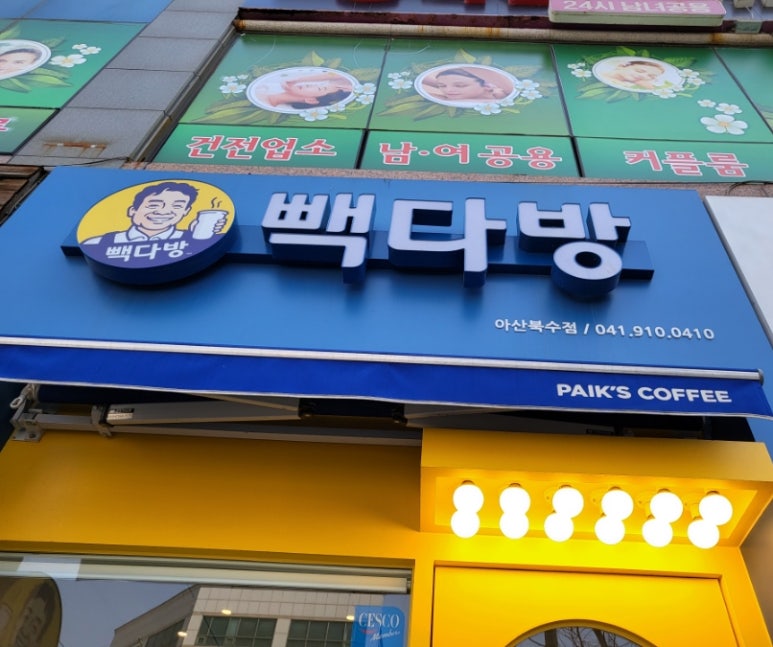 24시 남녀공용
건전업소 남·여공용 커플룸
빽다방
빽다방
아산북수점 / 041.910.0410
PAIK'S COFFEE
CESCO
Member